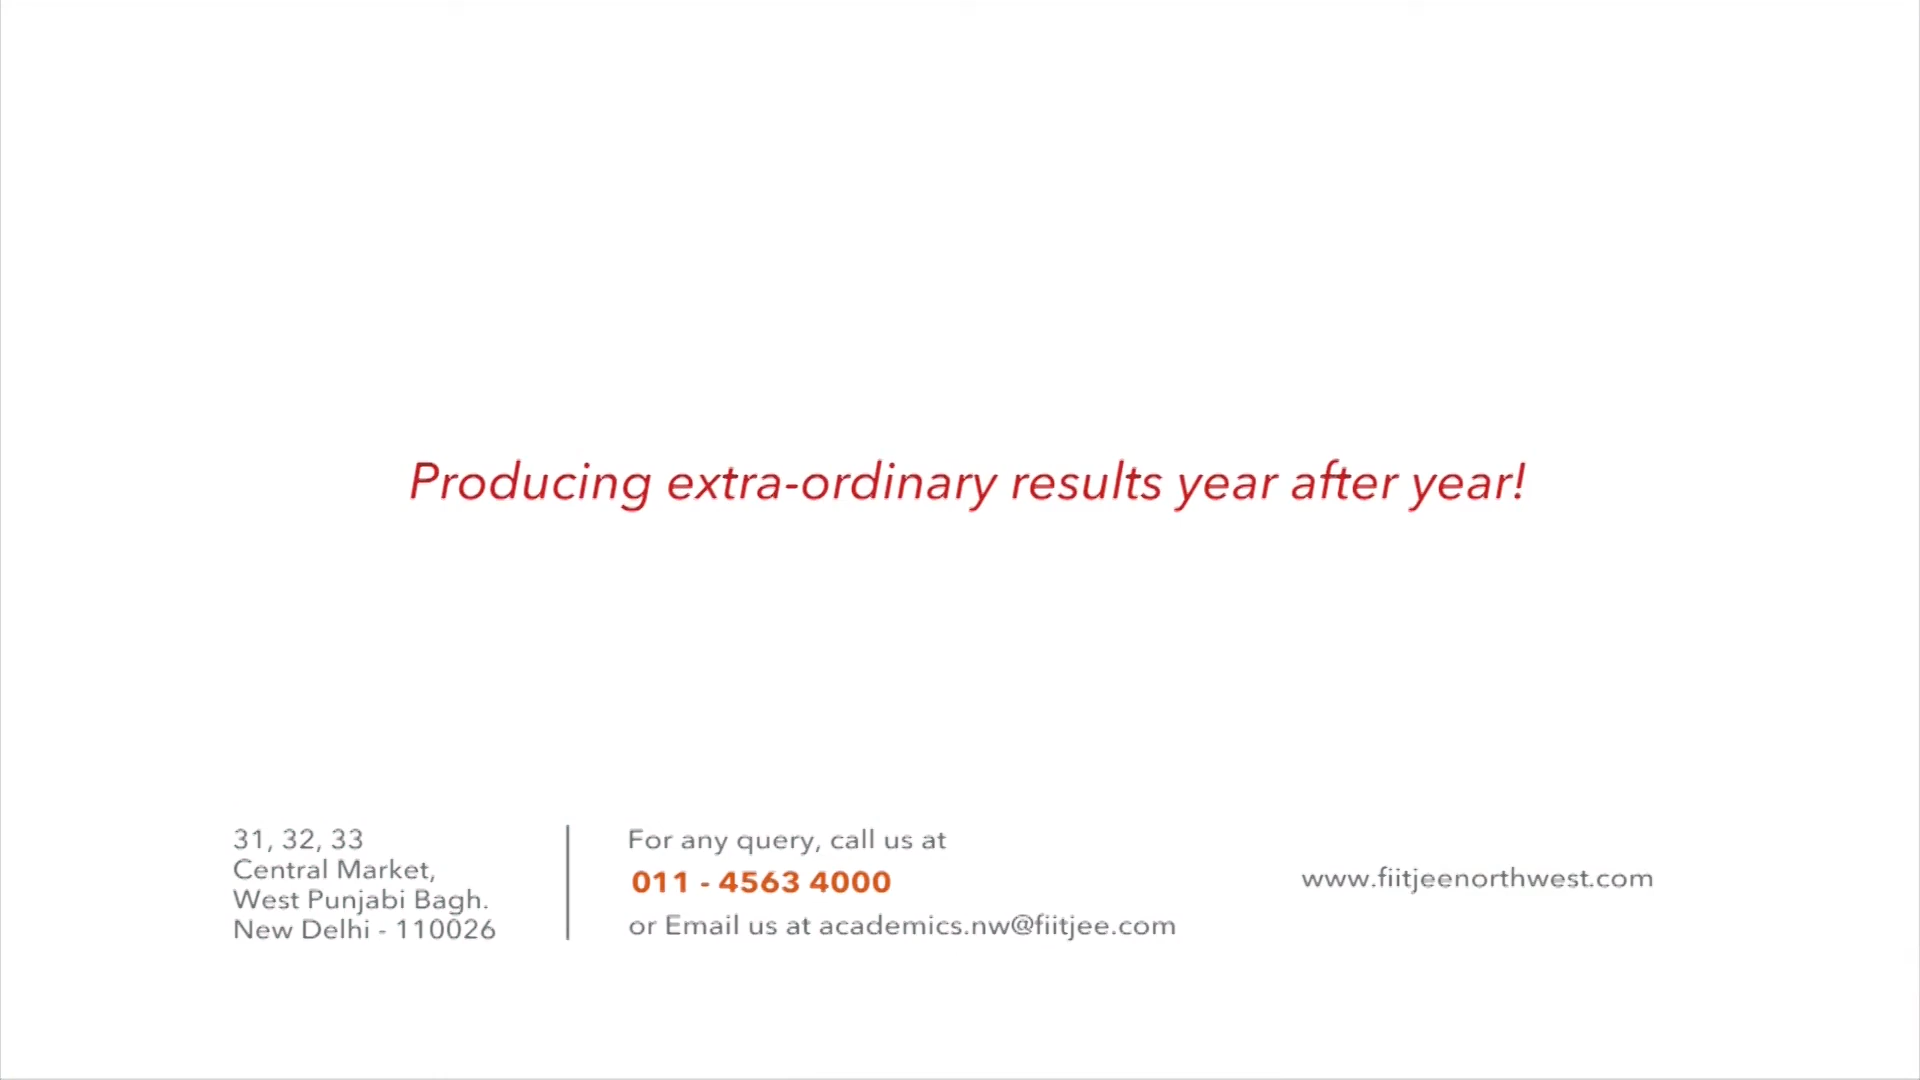 Producing extra-ordinary results year after year!
31, 32, 33
Central Market,
West Punjabi Bagh.
New Delhi - 110026
For any query, call us at
011 - 4563 4000
or Email us at academics.nw@fiitjee.com
www.fiitjeenorthwest.com